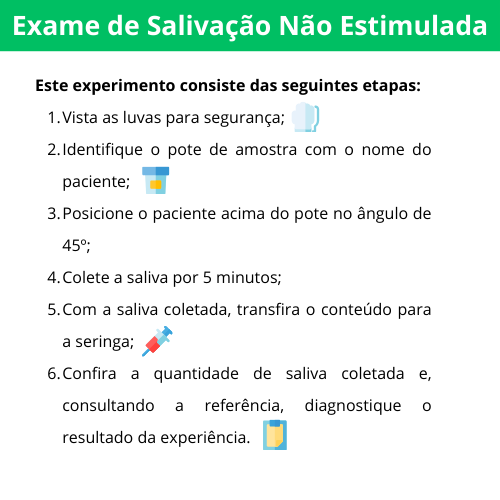 Exame de Salivação Não Estimulada
Este experimento consiste das seguintes etapas:
1. Vista as luvas para segurança;
2. Identifique o pote de amostra com o nome do
paciente;
3. Posicione o paciente acima do pote no ângulo de
45º;
4. Colete a saliva por 5 minutos;
5. Com a saliva coletada, transfira o conteúdo para
a seringa;
6. Confira a quantidade de saliva coletada e,
consultando a referência, diagnostique o
resultado da experiência.